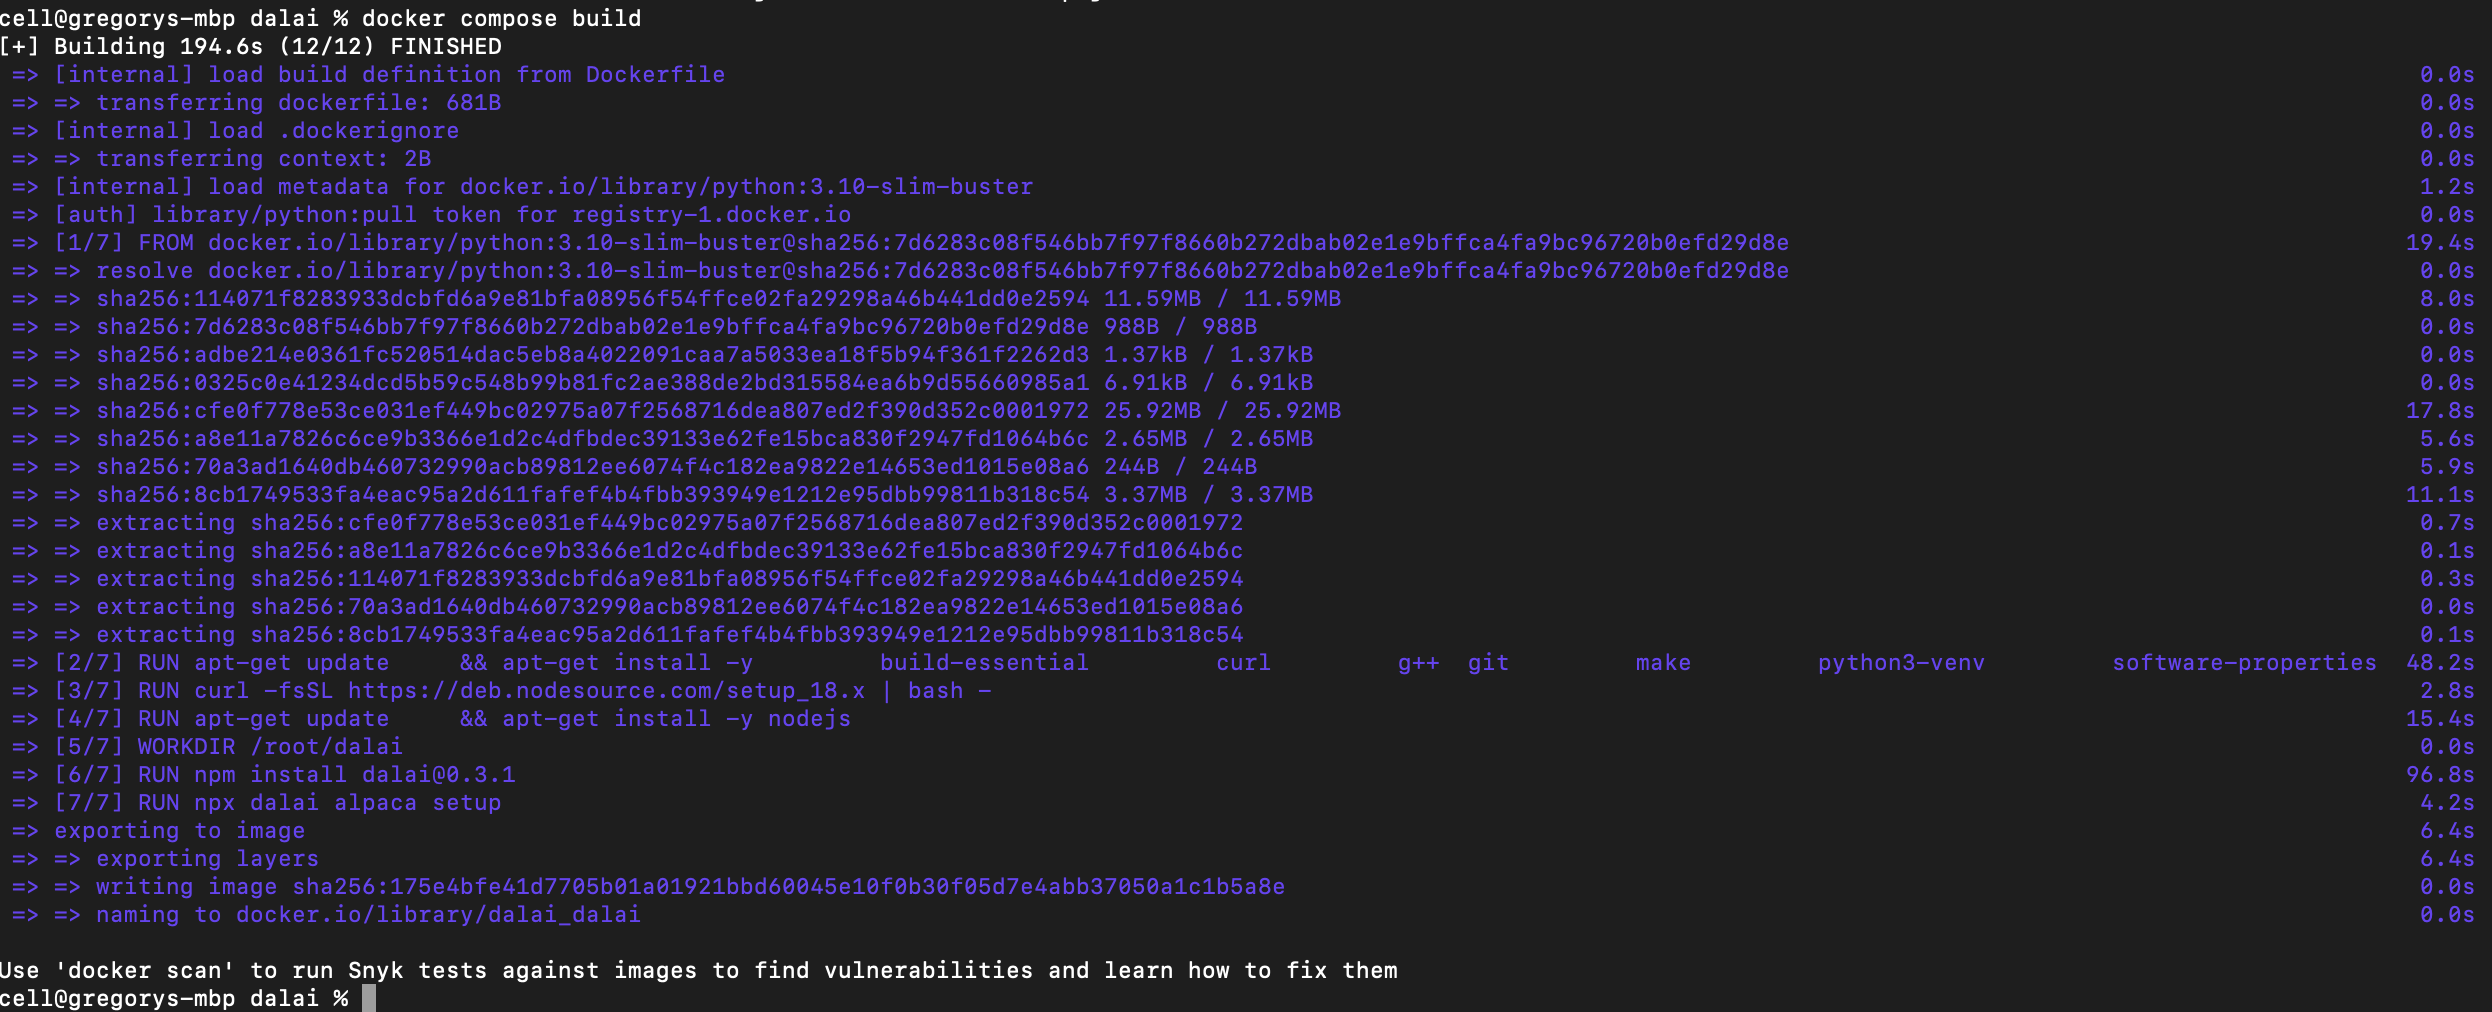 cell@gregorys-mbp dalai % docker compose build
[+] Building 194.6s (12/12) FINISHED
=> [internal] load build definition from Dockerfile 0.0s
=> => transferring dockerfile: 681B 0.0s
=> [internal] load .dockerignore 0.0s
=> => transferring context: 2B 0.0s
=> [internal] load metadata for docker.io/library/python:3.10-slim-buster 1.2s
=> [auth] library/python:pull token for registry-1.docker.io 0.0s
=> [1/7] FROM docker.io/library/python:3.10-slim-buster@sha256:7d6283c08f546bb7f97f8660b272dbab02e1e9bffca4fa9bc96720b0efd29d8e 19.4s
=> => resolve docker.io/library/python:3.10-slim-buster@sha256:7d6283c08f546bb7f97f8660b272dbab02e1e9bffca4fa9bc96720b0efd29d8e 0.0s
=> => sha256:114071f8283933dcbfd6a9e81bfa08956f54ffce02fa29298a46b441dd0e2594 11.59MB / 11.59MB 8.0s
=> => sha256:7d6283c08f546bb7f97f8660b272dbab02e1e9bffca4fa9bc96720b0efd29d8e 988B / 988B 0.0s
=> => sha256:adbe214e0361fc520514dac5eb8a4022091caa7a5033ea18f5b94f361f2262d3 1.37kB / 1.37kB 0.0s
=> => sha256:0325c0e41234dcd5b59c548b99b81fc2ae388de2bd315584ea6b9d55660985a1 6.91kB / 6.91kB 0.0s
=> => sha256:cfe0f778e53ce031ef449bc02975a07f2568716dea807ed2f390d352c0001972 25.92MB / 25.92MB 17.8s
=> => sha256:a8e11a7826c6ce9b3366e1d2c4dfbdec39133e62fe15bca830f2947fd1064b6c 2.65MB / 2.65MB 5.6s
=> => sha256:70a3ad1640db460732990acb89812ee6074f4c182ea9822e14653ed1015e08a6 244B / 244B 5.9s
=> => sha256:8cb1749533fa4eac95a2d611fafef4b4fbb393949e1212e95dbb99811b318c54 3.37MB / 3.37MB 11.1s
=> => extracting sha256:cfe0f778e53ce031ef449bc02975a07f2568716dea807ed2f390d352c0001972 0.7s
=> => extracting sha256:a8e11a7826c6ce9b3366e1d2c4dfbdec39133e62fe15bca830f2947fd1064b6c 0.1s
=> => extracting sha256:114071f8283933dcbfd6a9e81bfa08956f54ffce02fa29298a46b441dd0e2594 0.3s
=> => extracting sha256:70a3ad1640db460732990acb89812ee6074f4c182ea9822e14653ed1015e08a6 0.0s
=> => extracting sha256:8cb1749533fa4eac95a2d611fafef4b4fbb393949e1212e95dbb99811b318c54 0.1s
=> [2/7] RUN apt-get update && apt-get install -y build-essential curl g++ git make python3-venv software-properties 48.2s
=> [3/7] RUN curl -fsSL https://deb.nodesource.com/setup_18.x | bash - 2.8s
=> [4/7] RUN apt-get update && apt-get install -y nodejs 15.4s
=> [5/7] WORKDIR /root/dalai 0.0s
=> [6/7] RUN npm install dalai@0.3.1 96.8s
=> [7/7] RUN npx dalai alpaca setup 4.2s
=> exporting to image 6.4s
=> => exporting layers 6.4s
=> => writing image sha256:175e4bfe41d7705b01a01921bbd60045e10f0b30f05d7e4abb37050a1c1b5a8e 0.0s
=> => naming to docker.io/library/dalai_dalai 0.0s
Use 'docker scan' to run Snyk tests against images to find vulnerabilities and learn how to fix them
cell@gregorys-mbp dalai %